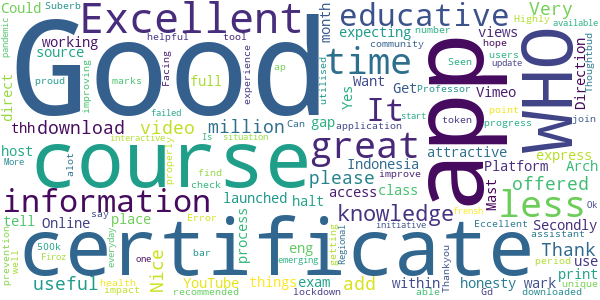 Could
Suberb
Excellent
educative
Very
Highly
available
pandemic
working
helpful
tool
month
expecting
views
community
number
users
hope
update
source
Facing
proud
marks
improving
Good
time
app
WHO
Direction
Seen
thoughtbud
direct
full
experience
ap
utilised
Yes
Want
Get
Professor
Vimeo
join
thh
download
video
million
It
gap
application
token
point
progress
start
host
course
great
Indonesia
attractive
Platform
express
More
failed
interactive
alot
properly
Is
situation
Can
find
check
please
access
class
improve
Mast
Arch
information
launched
halt
offered
less
tell
Online
place
process
knowledge
Secondly
say
Error
eng
within
Eccellent
assistant
Ok
certificate
Thank
use
prevention
500k
well
Firoz
everyday
one
bar
getting
Regional
initiative
fremah
Thankyou
period
unique
useful
Nice
health
impact
YouTube
recommended
things
emerging
exam
lockdown
add
able
honesty
Gd
wark
print
downloaded